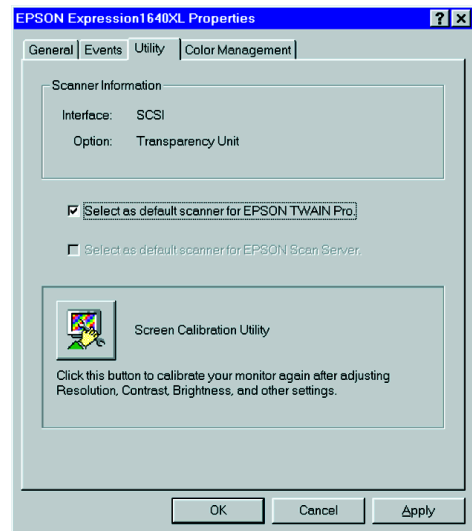 EPSON Expression1640XL Properties
General Events Utility Color Management
Scanner Information
Interface: SCSI
Option: Transparency Unit
Select as default scanner for EPSON TWAIN Pro.
Select as default scanner for EPSON Scan Server.
Screen Calibration Utility
Click this button to calibrate your monitor again after adjusting
Resolution, Contrast, Brightness, and other settings.
OK Cancel Apply